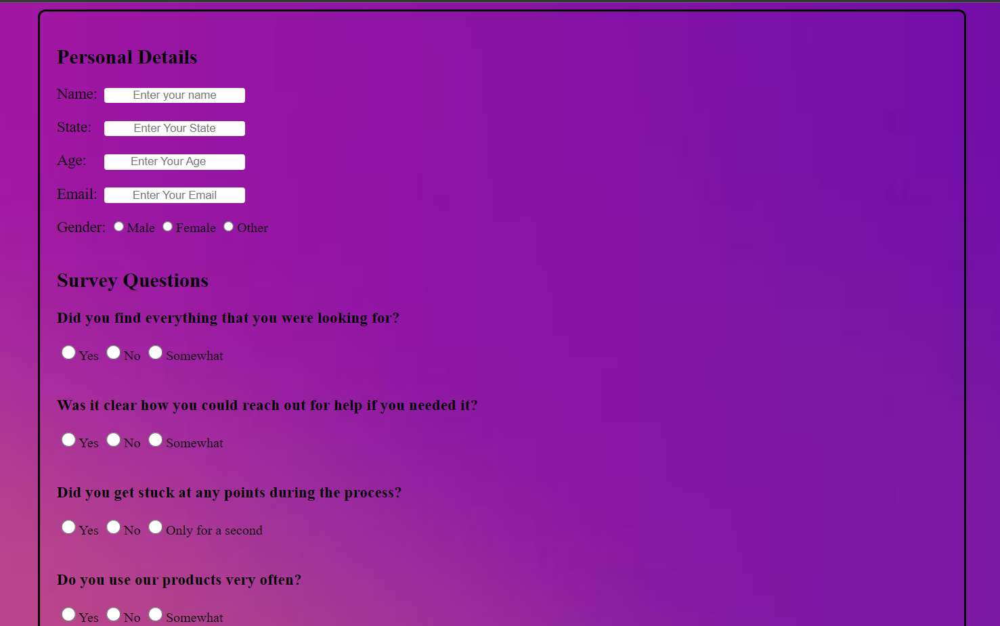 Personal Details
Name: Enter your name
State: Enter Your State
Age: Enter Your Age
Email: Enter Your Email
Gender: Male Female Other
Survey Questions
Did you find everything that you were looking for?
Yes No Somewhat
Was it clear how you could reach out for help if you needed it?
Yes No Somewhat
Did you get stuck at any points during the process?
Yes No Only for a second
Do you use our products very often?
Yes No Somewhat